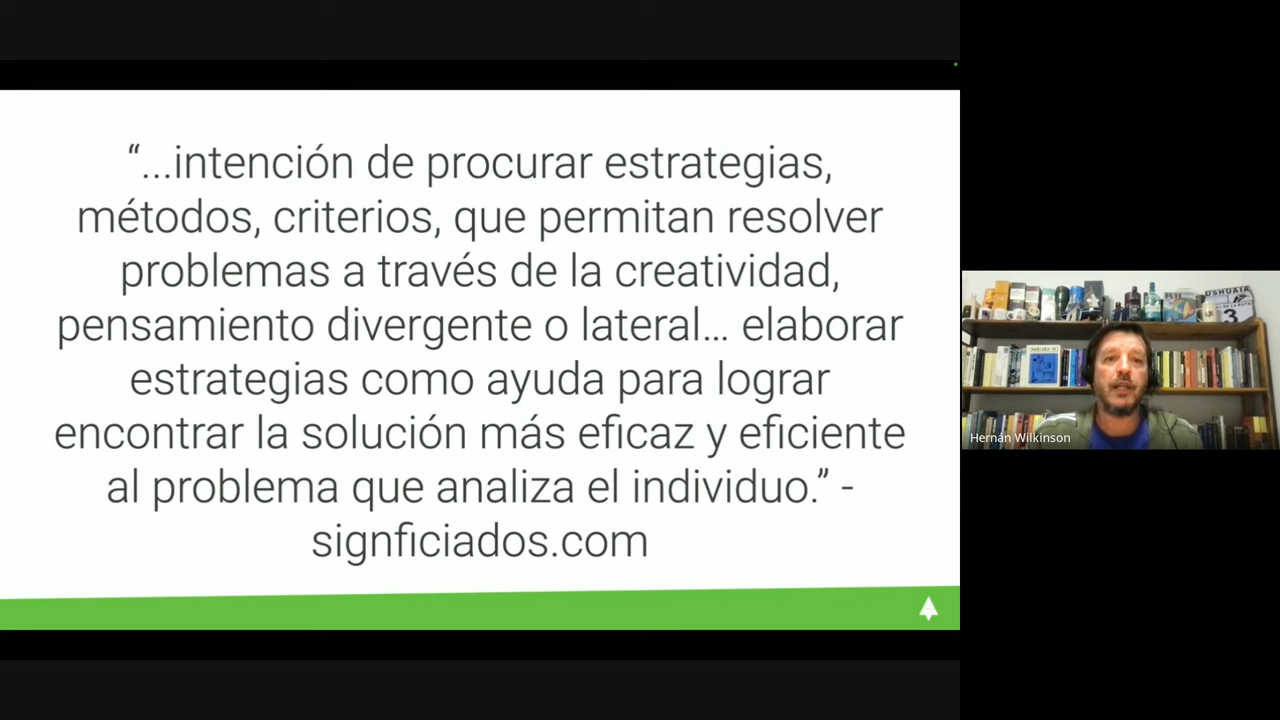 “...intención de procurar estrategias,
métodos, criterios, que permitan resolver
problemas a través de la creatividad,
pensamiento divergente o lateral... elaborar
estrategias como ayuda para lograr
encontrar la solución más eficaz y eficiente
al problema que analiza el individuo.” -
signficiados.com
USHUAIA
3
Hernán Wilkinson